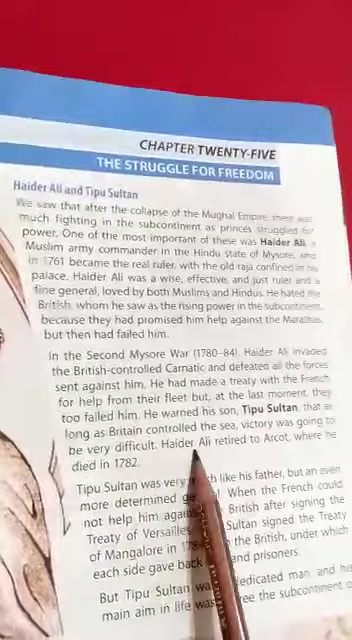 CHAPTER TWENTY-FIVE
THE STRUGGLE FOR FREEDOM
Haider Ali and Tipu Sultan
We saw that after the collapse of the Mughal Empire, there was
much fighting in the subcontinent as princes struggled for
power. One of the most important of these was Haider Ali, a
Muslim army commander in the Hindu state of Mysore, who
in 1761 became the real ruler, with the old raja confined in his
palace. Haider Ali was a wise, effective, and just ruler and a
fine general, loved by both Muslims and Hindus. He hated the
British, whom he saw as the rising power in the subcontinent,
because they had promised him help against the Marathas
but then had failed him.
In the Second Mysore War (1780–84), Haider Ali invaded
the British-controlled Carnatic and defeated all the forces
sent against him. He had made a treaty with the French
for help from their fleet but, at the last moment, they
too failed him. He warned his son, Tipu Sultan, that as
long as Britain controlled the sea, victory was going to
be very difficult. Haider Ali retired to Arcot, where he
died in 1782.
Tipu Sultan was very like his father, but an even
more determined When the French could
not help him after signing the
Treaty of Versailles Sultan signed the Treaty
of Mangalore in the British, under which
each side gave back and prisoners.
But Tipu Sultan dedicated man, and his
main aim in life was the subcontinent